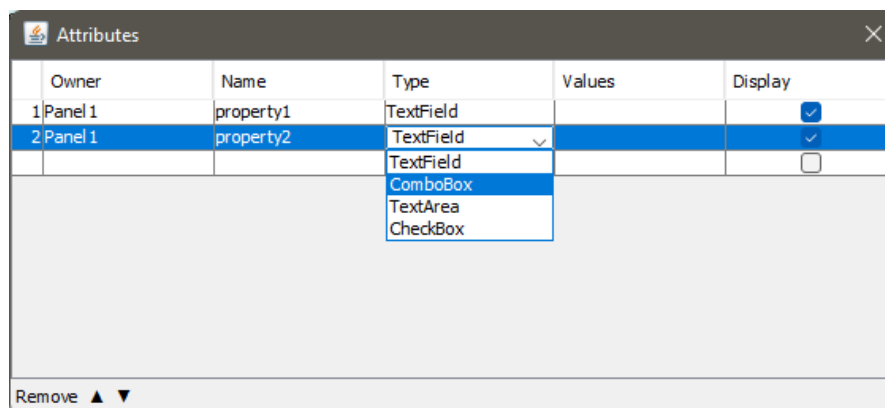 Attributes
Owner Name Type Values Display
1 Panel 1 property1 TextField
2 Panel 1 property2 TextField
TextField
ComboBox
TextArea
CheckBox
Remove ▲ ▼